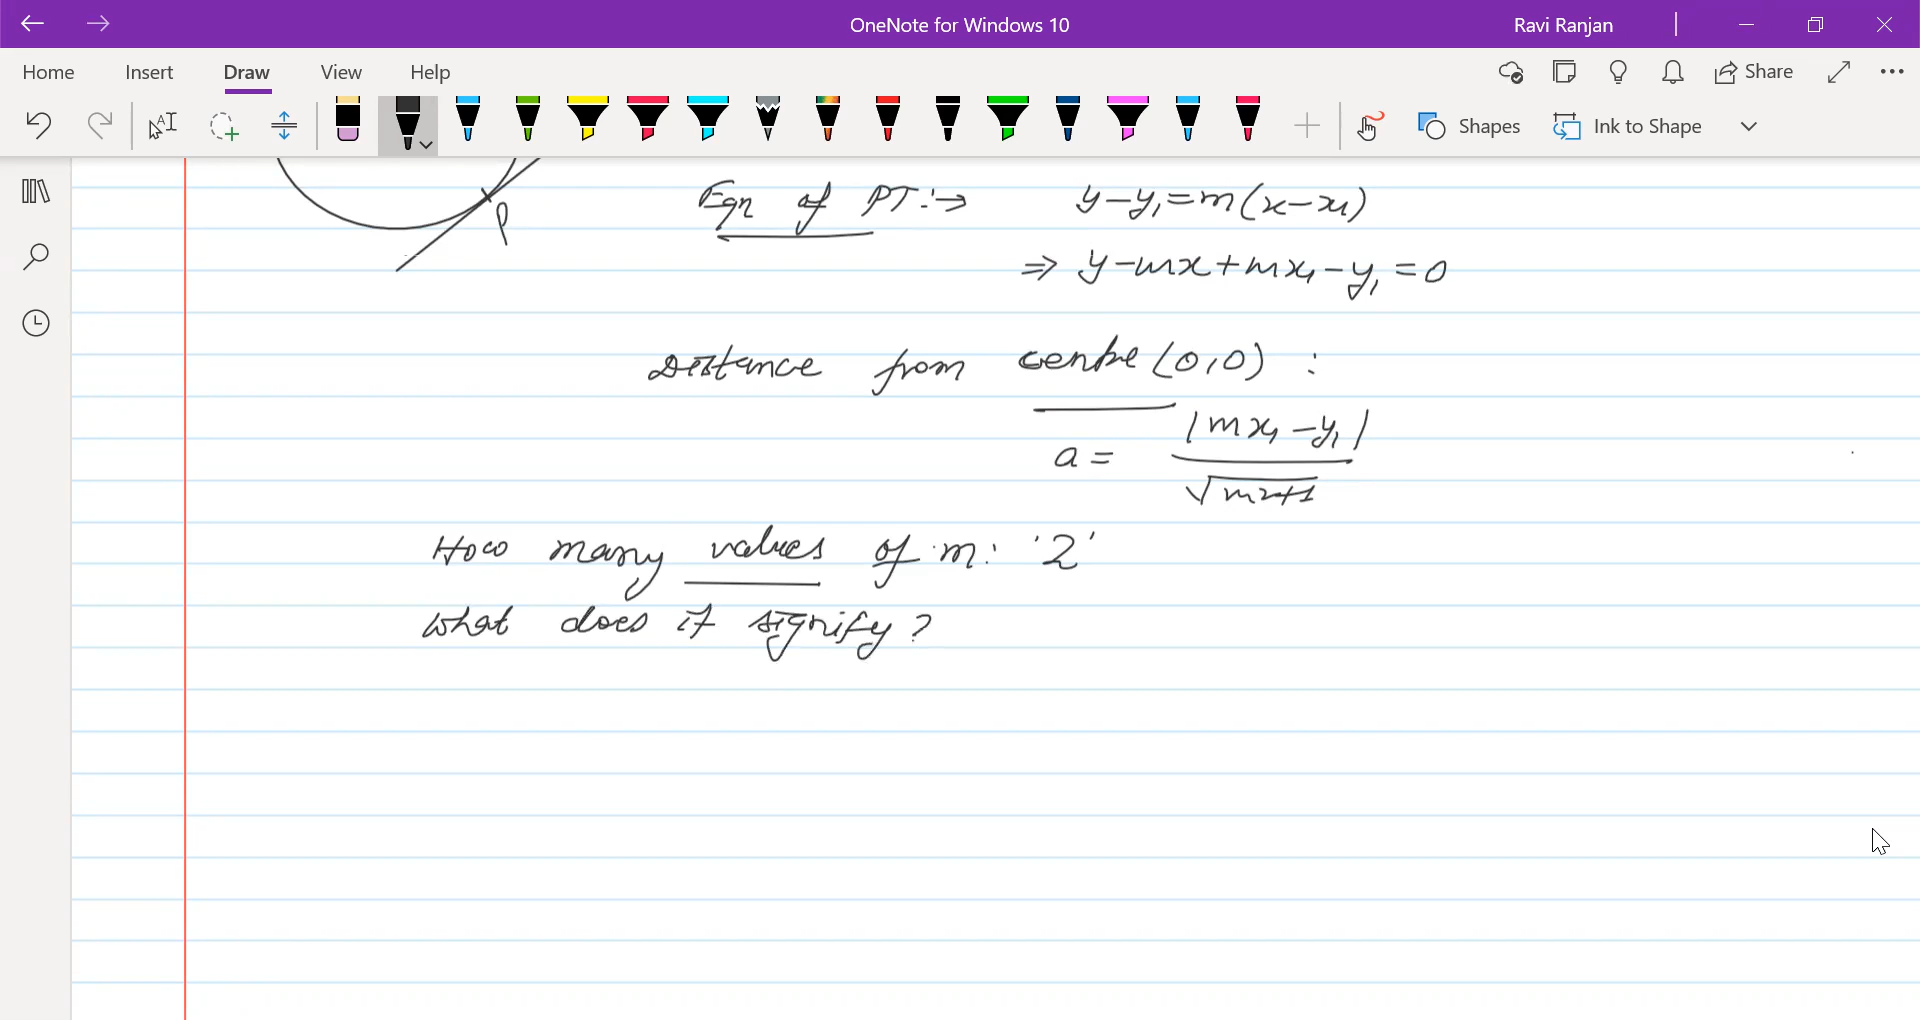 OneNote for Windows 10
Ravi Ranjan
Home Insert Draw View Help
Share
Shapes
Ink to Shape
P
Eqn of PT:→ y-y₁=m(x-x₁)
⇒ y-mx+mx₁-y₁=0
Distance from centre (0,0) :
a = |mx₁-y₁| / √m²+1
How many values of m: '2'
what does it signify?